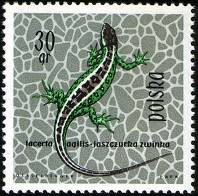 30
gr
polska
lacerta agilis-jaszczurka zwinka